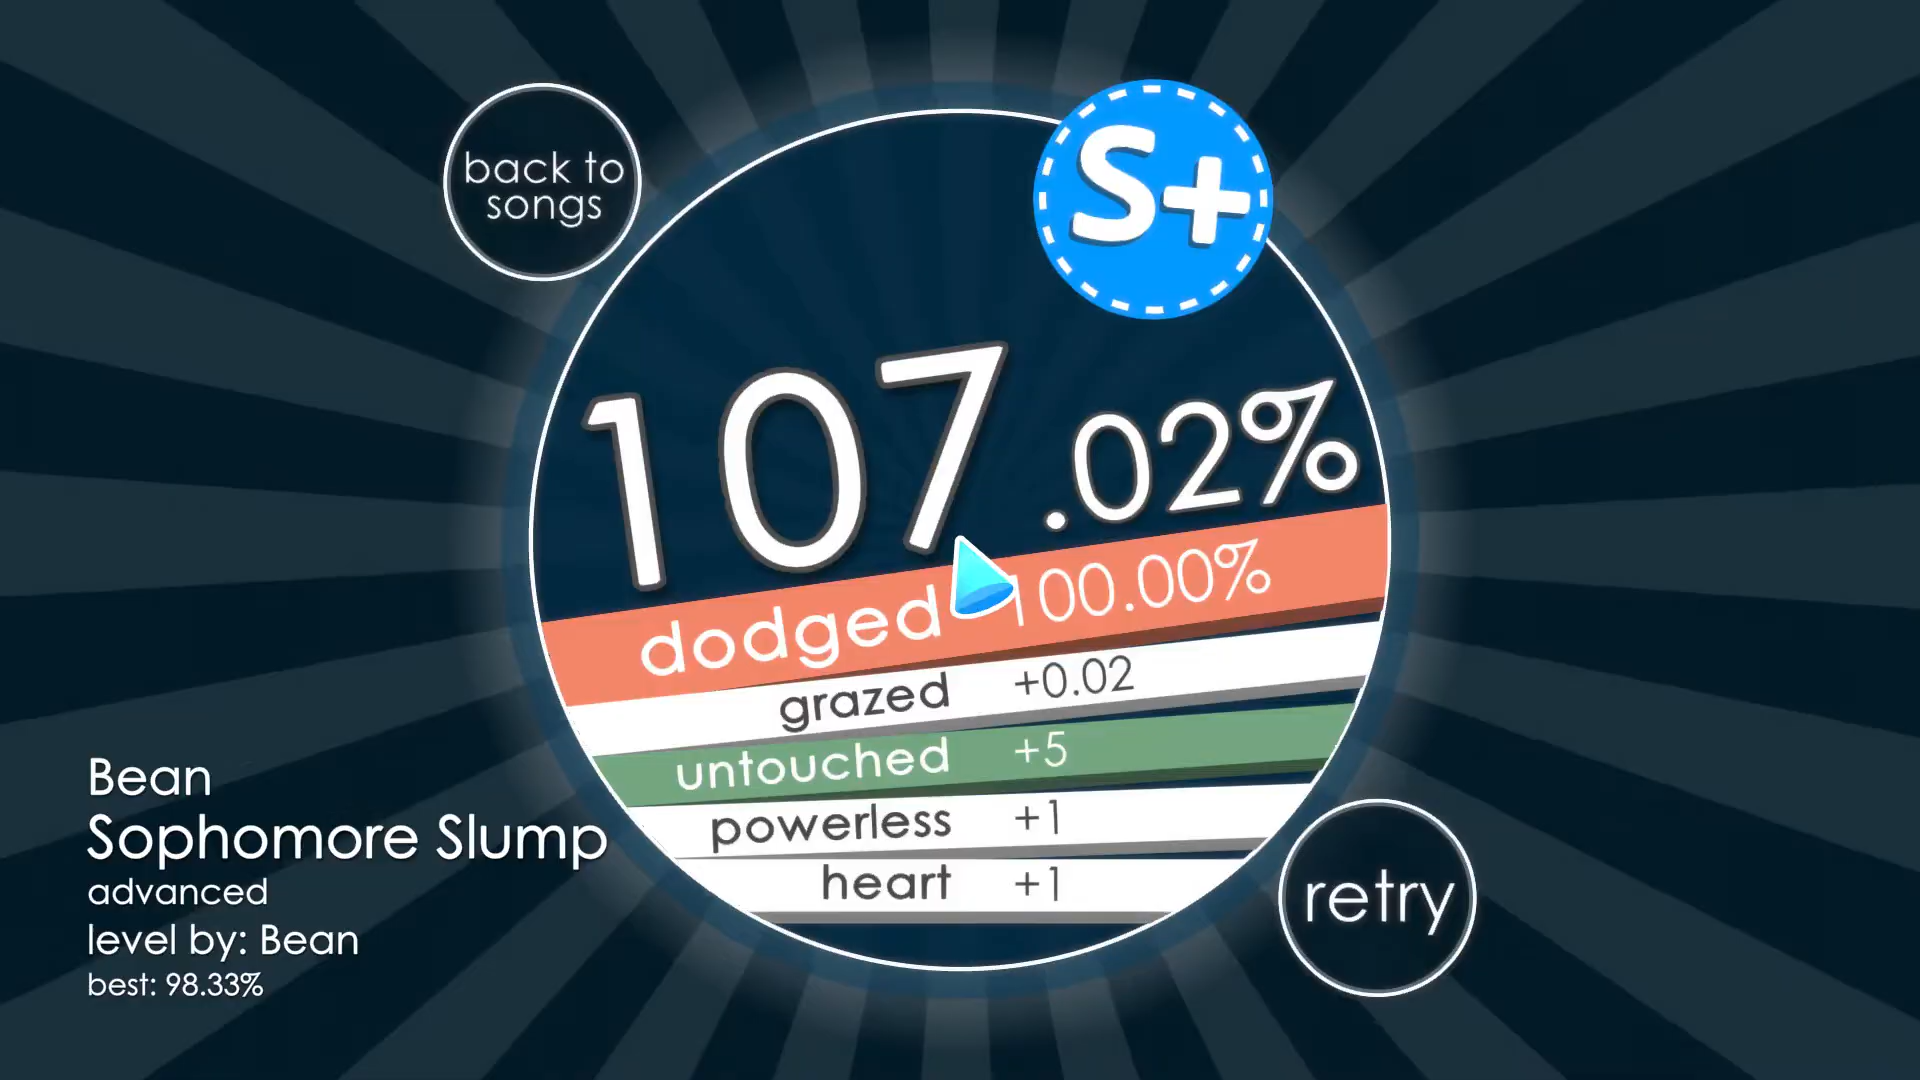 back to
songs
S+
107.02%
dodged 100.00%
grazed +0.02
untouched +5
powerless +1
heart +1
Bean
Sophomore Slump
advanced
level by: Bean
best: 98.33%
retry